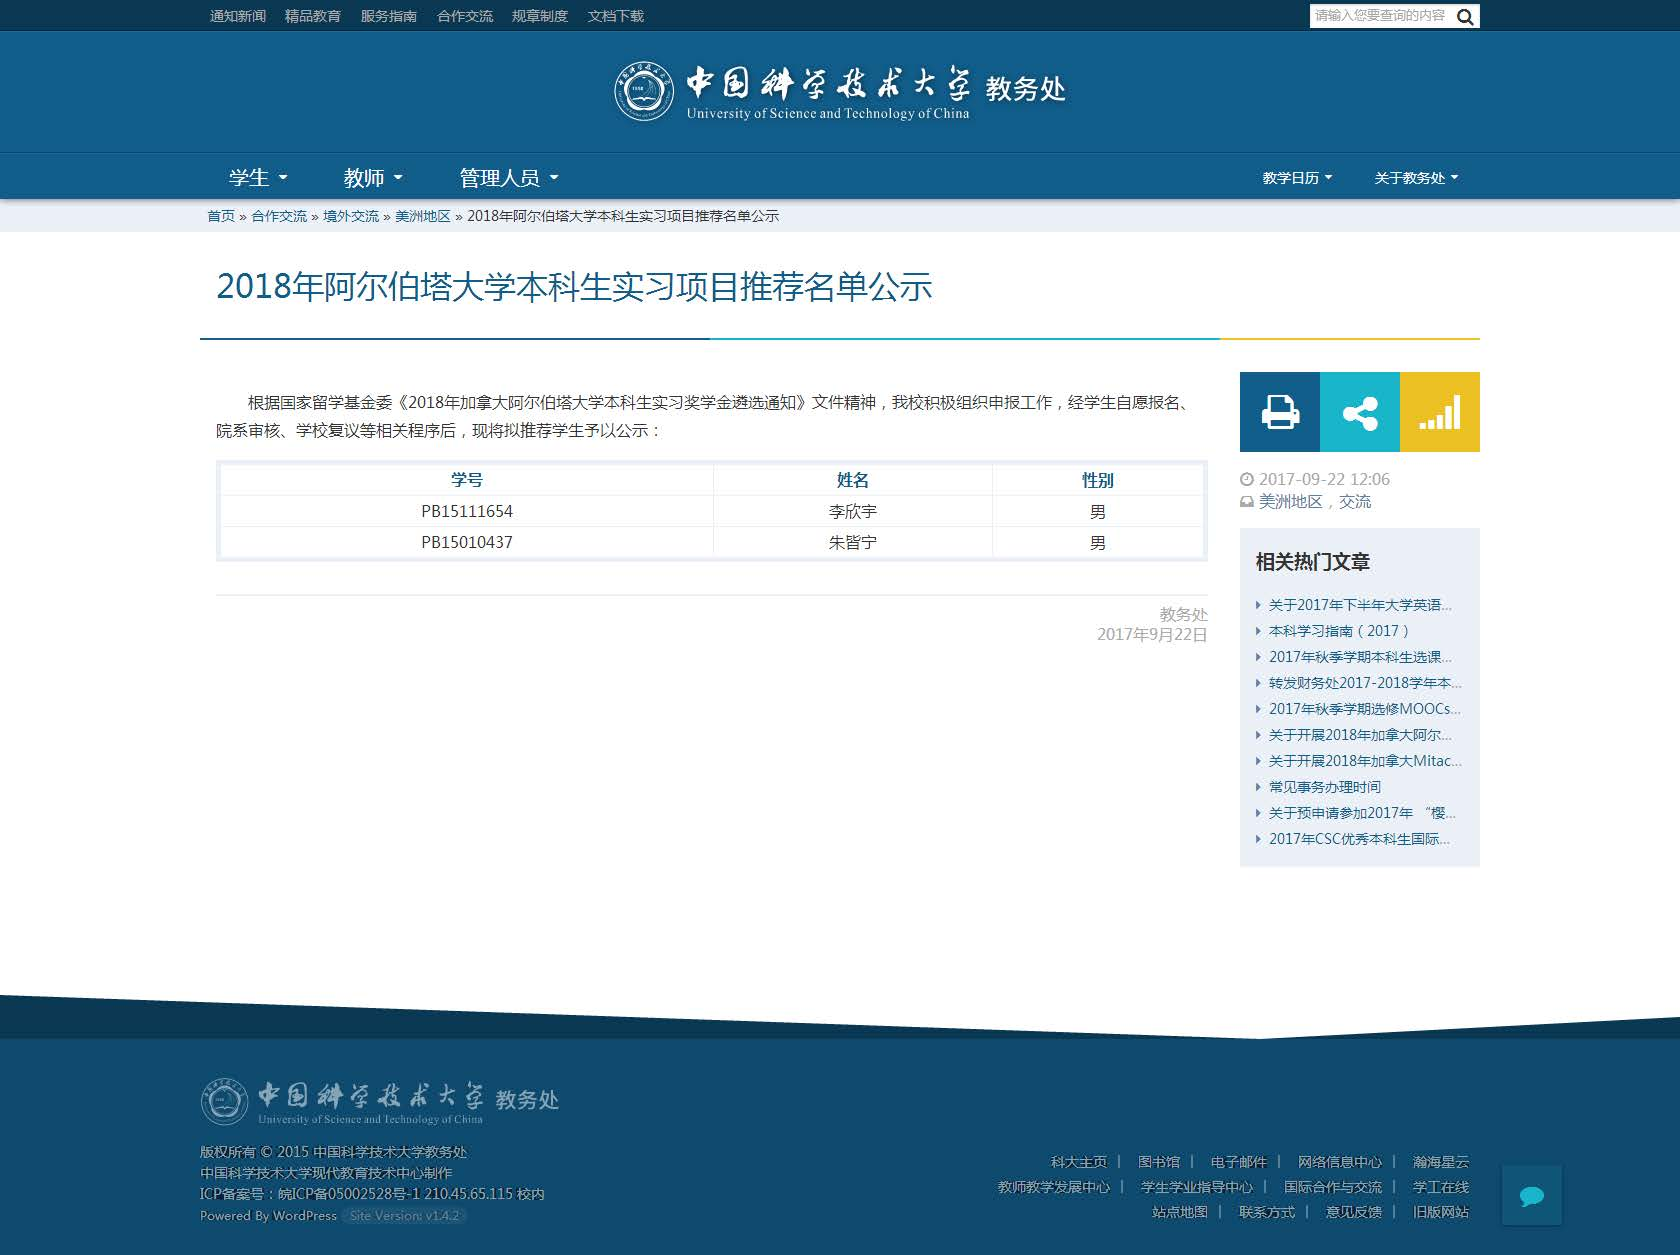 通知新闻 精品教育 服务指南 合作交流 规章制度 文档下载 请输入您要查询的内容
中国科学技术大学 教务处
University of Science and Technology of China
学生 教师 管理人员 教学日历 关于教务处
首页 » 合作交流 » 境外交流 » 美洲地区 » 2018年阿尔伯塔大学本科生实习项目推荐名单公示
2018年阿尔伯塔大学本科生实习项目推荐名单公示
根据国家留学基金委《2018年加拿大阿尔伯塔大学本科生实习奖学金遴选通知》文件精神，我校积极组织申报工作，经学生自愿报名、
院系审核、学校复议等相关程序后，现将拟推荐学生予以公示：
学号 姓名 性别
PB15111654 李欣宇 男
PB15010437 朱皆宁 男
教务处
2017年9月22日
2017-09-22 12:06
美洲地区，交流
相关热门文章
关于2017年下半年大学英语...
本科学习指南（2017）
2017年秋季学期本科生选课...
转发财务处2017-2018学年本...
2017年秋季学期选修MOOCs...
关于开展2018年加拿大阿尔...
关于开展2018年加拿大Mitac...
常见事务办理时间
关于预申请参加2017年 “樱...
2017年CSC优秀本科生国际...
中国科学技术大学 教务处
University of Science and Technology of China
版权所有 © 2015 中国科学技术大学教务处
中国科学技术大学现代教育技术中心制作
ICP备案号：皖ICP备05002528号-1 210.45.65.115 校内
Powered By WordPress Site Version: v1.4.2
科大主页 | 图书馆 | 电子邮件 | 网络信息中心 | 瀚海星云
教师教学发展中心 | 学生学业指导中心 | 国际合作与交流 | 学工在线
站点地图 | 联系方式 | 意见反馈 | 旧版网站